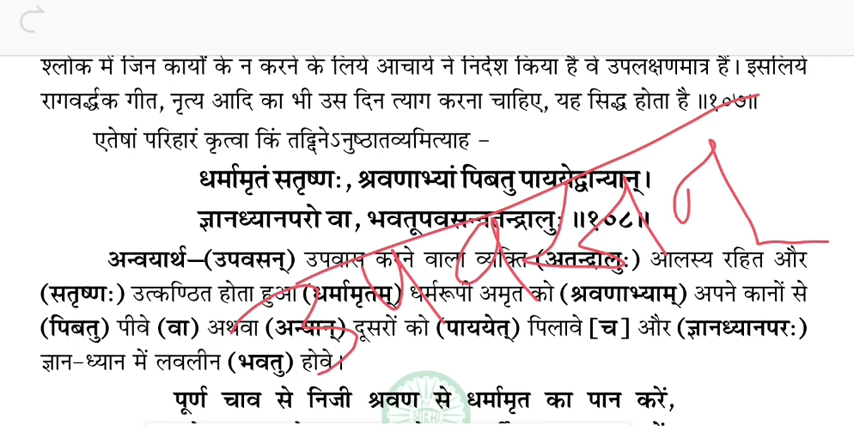 श्लोक में जिन कार्यों के न करने के लिये आचार्य ने निर्देश किया है वे उपलक्षणमात्र हैं। इसलिये
रागवर्द्धक गीत, नृत्य आदि का भी उस दिन त्याग करना चाहिए, यह सिद्ध होता है ॥१०७॥
एतेषां परिहारं कृत्वा किं तद्दिनेऽनुष्ठातव्यमित्याह –
धर्मामृतं सतृष्णः, श्रवणाभ्यां पिबतु पाययेद्वान्यान्।
ज्ञानध्यानपरो वा, भवतूपवसन्नतन्द्रालुः ॥१०८॥
अन्वयार्थ–(उपवसन्) उपवास करने वाला व्यक्ति (अतन्द्रालुः) आलस्य रहित और
(सतृष्णः) उत्कण्ठित होता हुआ (धर्मामृतम्) धर्मरूपी अमृत को (श्रवणाभ्याम्) अपने कानों से
(पिबतु) पीवे (वा) अथवा (अन्यान्) दूसरों को (पाययेत्) पिलावे [च] और (ज्ञानध्यानपरः)
ज्ञान-ध्यान में लवलीन (भवतु) होवे।
पूर्ण चाव से निजी श्रवण से धर्मामृत का पान करें,